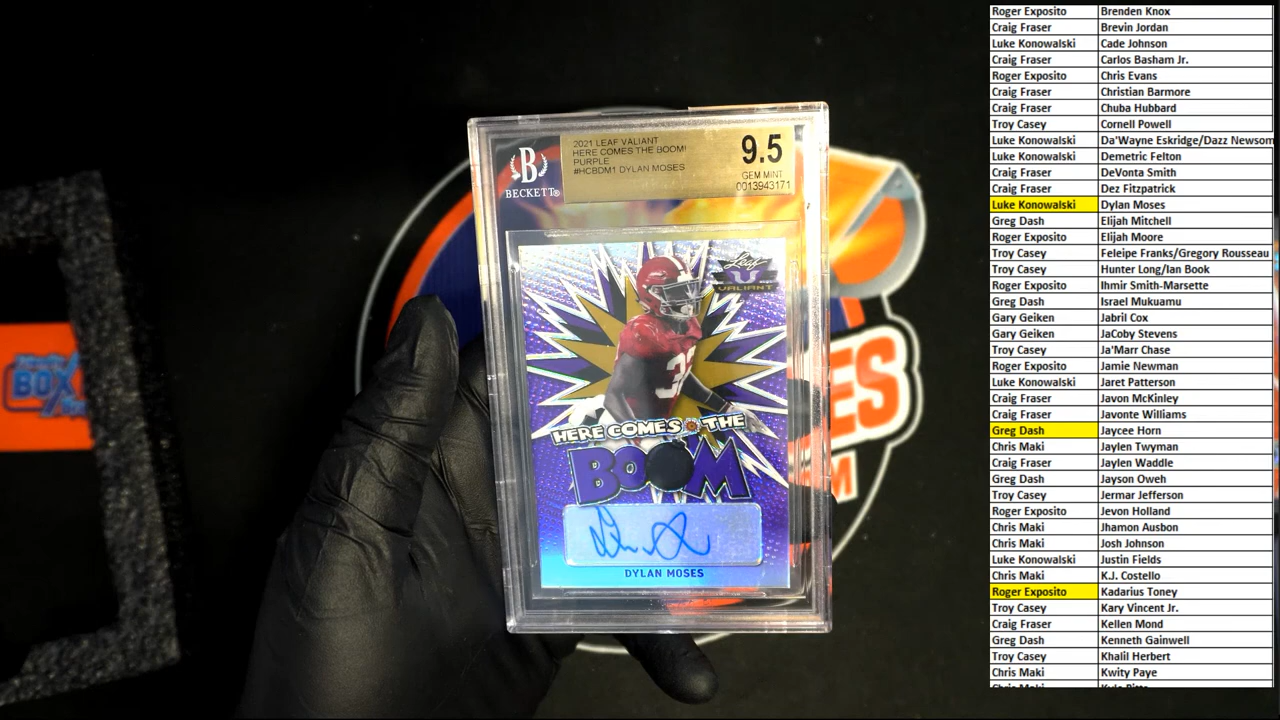 B
BECKETT®
2021 LEAF VALIANT
HERE COMES THE BOOM!
PURPLE
#HCBDM1 DYLAN MOSES
9.5
GEM MINT
0013943171
Leaf
VALIANT
HERE COMES THE
BOOM
DYLAN MOSES
BOX
ES
Roger Exposito Brenden Knox
Craig Fraser Brevin Jordan
Luke Konowalski Cade Johnson
Craig Fraser Carlos Basham Jr.
Roger Exposito Chris Evans
Craig Fraser Christian Barmore
Craig Fraser Chuba Hubbard
Troy Casey Cornell Powell
Luke Konowalski Da'Wayne Eskridge/Dazz Newsom
Luke Konowalski Demetric Felton
Craig Fraser DeVonta Smith
Craig Fraser Dez Fitzpatrick
Luke Konowalski Dylan Moses
Greg Dash Elijah Mitchell
Roger Exposito Elijah Moore
Troy Casey Feleipe Franks/Gregory Rousseau
Troy Casey Hunter Long/Ian Book
Roger Exposito Ihmir Smith-Marsette
Greg Dash Israel Mukuamu
Gary Geiken Jabril Cox
Gary Geiken JaCoby Stevens
Troy Casey Ja'Marr Chase
Roger Exposito Jamie Newman
Luke Konowalski Jaret Patterson
Craig Fraser Javon McKinley
Craig Fraser Javonte Williams
Greg Dash Jaycee Horn
Chris Maki Jaylen Twyman
Craig Fraser Jaylen Waddle
Greg Dash Jayson Oweh
Troy Casey Jermar Jefferson
Roger Exposito Jevon Holland
Chris Maki Jhamon Ausbon
Chris Maki Josh Johnson
Luke Konowalski Justin Fields
Chris Maki K.J. Costello
Roger Exposito Kadarius Toney
Troy Casey Kary Vincent Jr.
Craig Fraser Kellen Mond
Greg Dash Kenneth Gainwell
Troy Casey Khalil Herbert
Chris Maki Kwity Paye